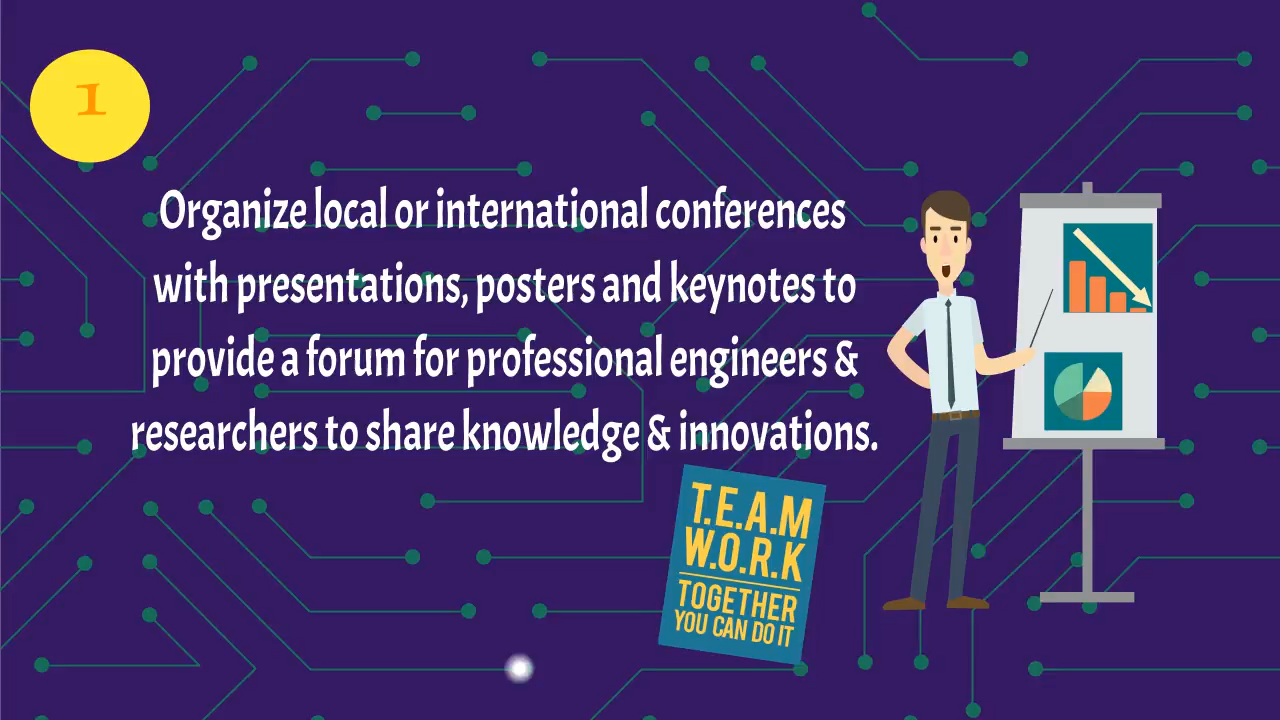 1
Organize local or international conferences
with presentations, posters and keynotes to
provide a forum for professional engineers &
researchers to share knowledge & innovations.
T.E.A.M
W.O.R.K
TOGETHER
YOU CAN DO IT